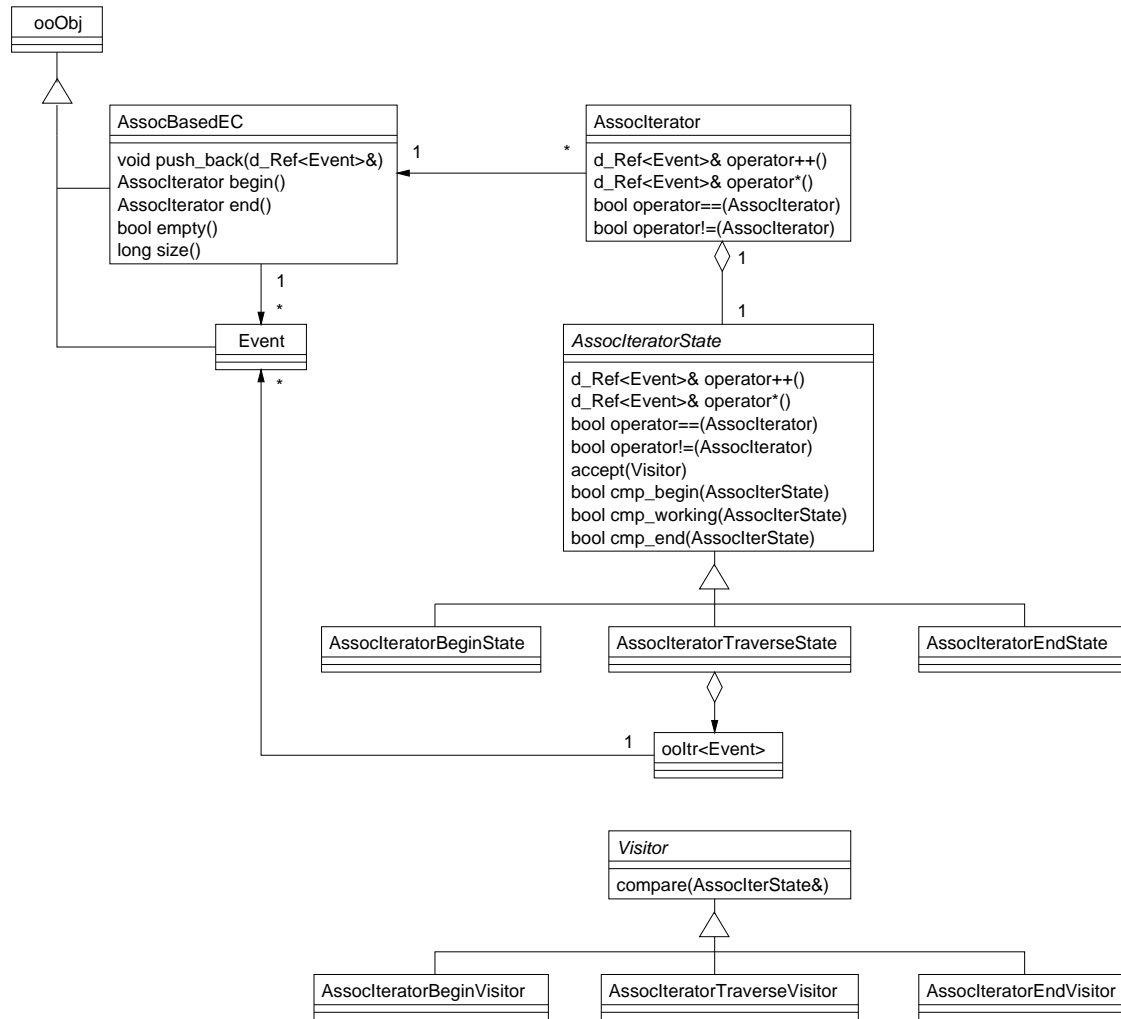 ooObj
AssocBasedEC
void push_back(d_Ref<Event>&)
AssocIterator begin()
AssocIterator end()
bool empty()
long size()
1
*
AssocIterator
d_Ref<Event>& operator++()
d_Ref<Event>& operator*()
bool operator==(AssocIterator)
bool operator!=(AssocIterator)
1
*
1
1
Event
*
AssocIteratorState
d_Ref<Event>& operator++()
d_Ref<Event>& operator*()
bool operator==(AssocIterator)
bool operator!=(AssocIterator)
accept(Visitor)
bool cmp_begin(AssocIterState)
bool cmp_working(AssocIterState)
bool cmp_end(AssocIterState)
AssocIteratorBeginState
AssocIteratorTraverseState
AssocIteratorEndState
1
ooItr<Event>
Visitor
compare(AssocIterState&)
AssocIteratorBeginVisitor
AssocIteratorTraverseVisitor
AssocIteratorEndVisitor